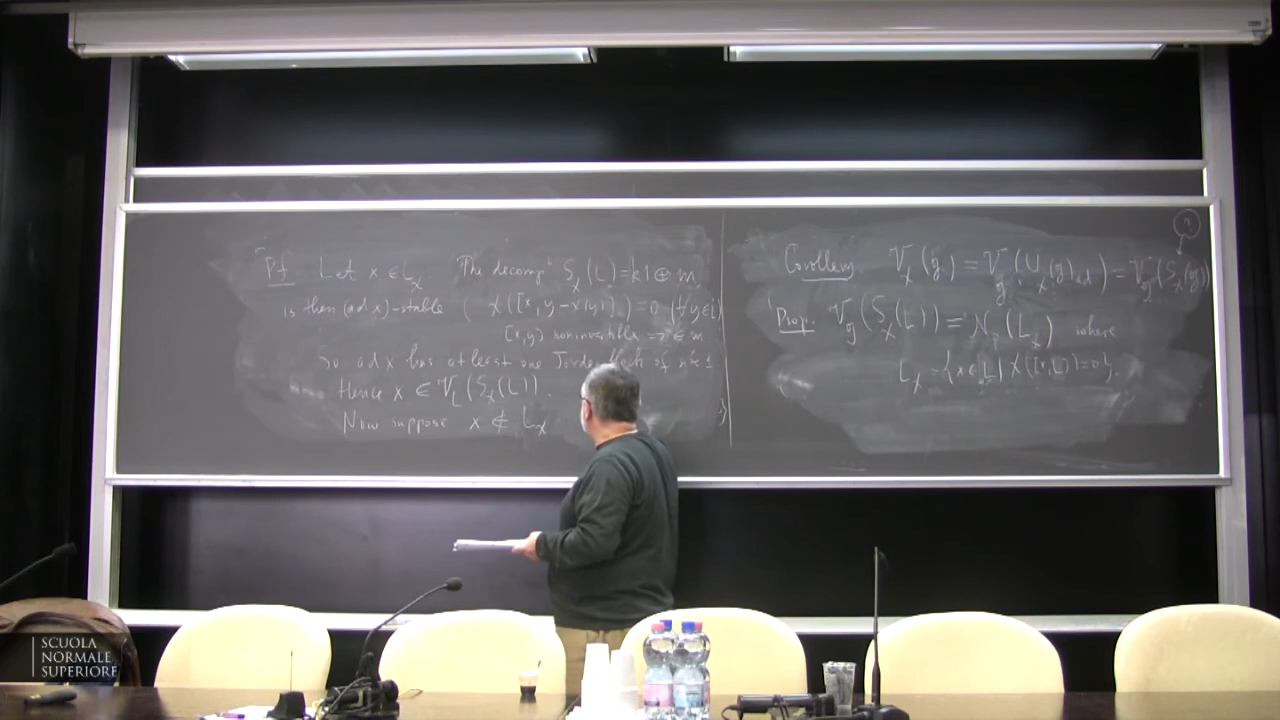 Pf Let x ∈ L_χ The decomp. S_χ(L) = k1 ⊕ m
is then (ad x)-stable ( χ([x, y-χ(y)]) = 0 (∀y∈L)
[x,y] noninvertible ⇒ ∈ m
So ad x has at least one Jordan block of size 1
Hence x ∈ V_L(S_χ(L)).
Now suppose x ∉ L_χ
Corollary V_χ(g) = V_g(U_χ(g)_ad) = V_g(S_χ(g))
?
Prop. V_g(S_χ(L)) = N_p(L_χ) where
L_χ = {x ∈ L | χ([x,L]) = 0}.
SCUOLA
NORMALE
SUPERIORE